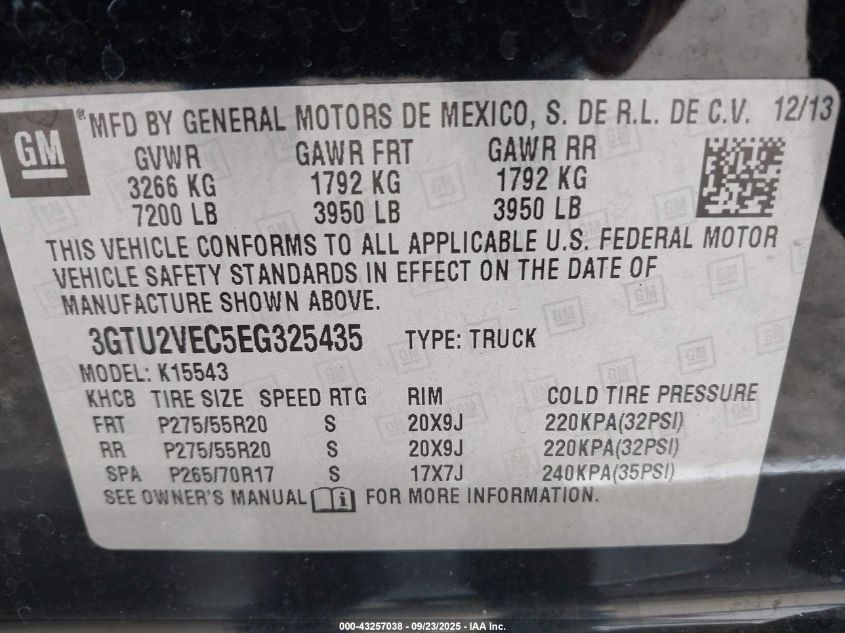 GM ® MFD BY GENERAL MOTORS DE MEXICO, S. DE R.L. DE C.V. 12/13
GVWR GAWR FRT GAWR RR
3266 KG 1792 KG 1792 KG
7200 LB 3950 LB 3950 LB
THIS VEHICLE CONFORMS TO ALL APPLICABLE U.S. FEDERAL MOTOR
VEHICLE SAFETY STANDARDS IN EFFECT ON THE DATE OF
MANUFACTURE SHOWN ABOVE.
3GTU2VEC5EG325435 TYPE: TRUCK
MODEL: K15543
KHCB TIRE SIZE SPEED RTG RIM COLD TIRE PRESSURE
FRT P275/55R20 S 20X9J 220KPA(32PSI)
RR P275/55R20 S 20X9J 220KPA(32PSI)
SPA P265/70R17 S 17X7J 240KPA(35PSI)
SEE OWNER'S MANUAL FOR MORE INFORMATION.
000-43257038 - 09/23/2025 - IAA Inc.